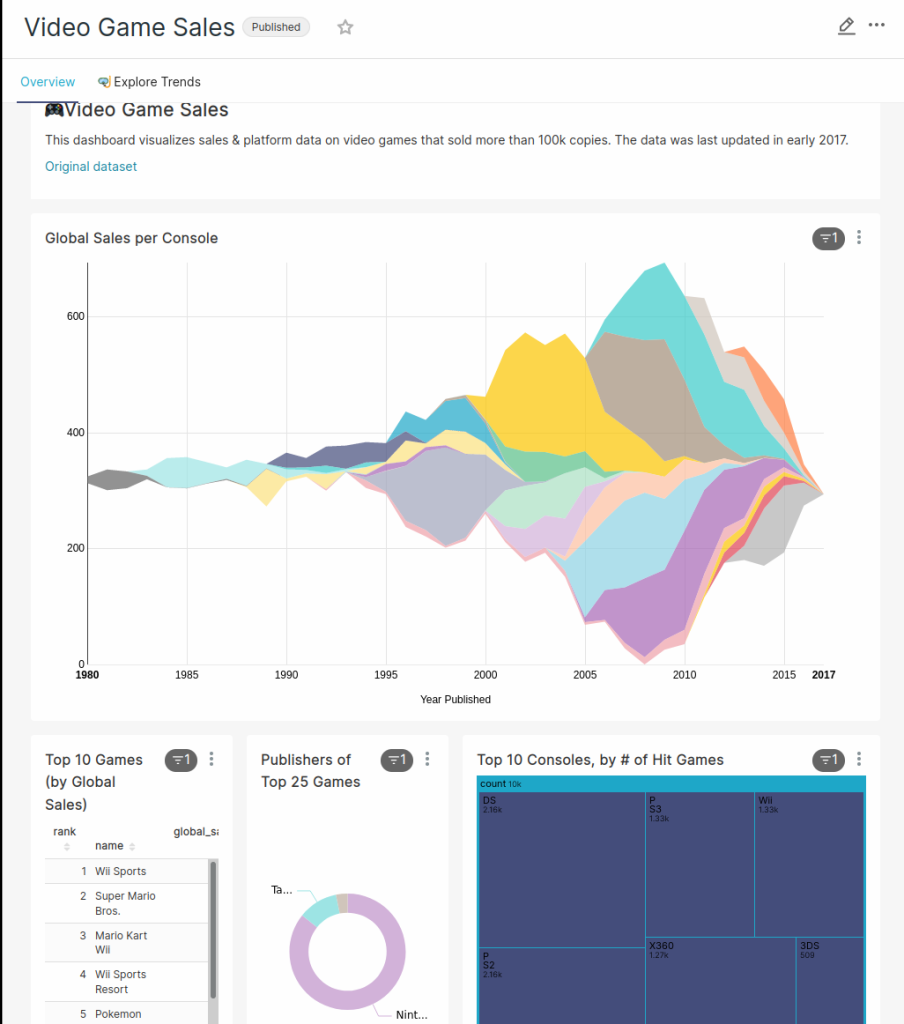 Video Game Sales Published
Overview Explore Trends
Video Game Sales
This dashboard visualizes sales & platform data on video games that sold more than 100k copies. The data was last updated in early 2017.
Original dataset
Global Sales per Console
1
600
400
200
0
1980 1985 1990 1995 2000 2005 2010 2015 2017
Year Published
Top 10 Games
(by Global
Sales)
1
rank name global_sa
1 Wii Sports
2 Super Mario
Bros.
3 Mario Kart
Wii
4 Wii Sports
Resort
5 Pokemon
Publishers of
Top 25 Games
1
Ta...
Nint...
Top 10 Consoles, by # of Hit Games
1
count 10k
DS
2.16k
P
S3
1.33k
Wii
1.33k
P
S2
2.16k
X360
1.27k
3DS
509